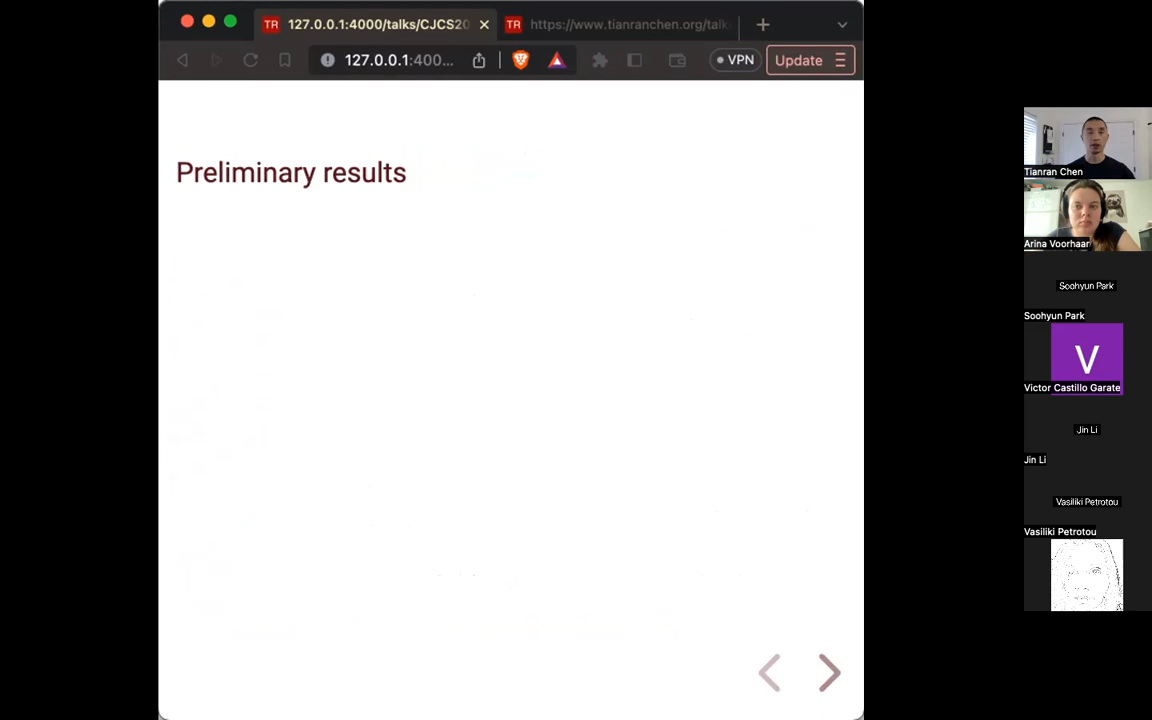 TR 127.0.0.1:4000/talks/CJCS20
TR https://www.tianranchen.org/talk
127.0.0.1:400...
VPN
Update
Preliminary results
Tianran Chen
Arina Voorhaar
Soohyun Park
Soohyun Park
V
Victor Castillo Garate
Jin Li
Jin Li
Vasiliki Petrotou
Vasiliki Petrotou